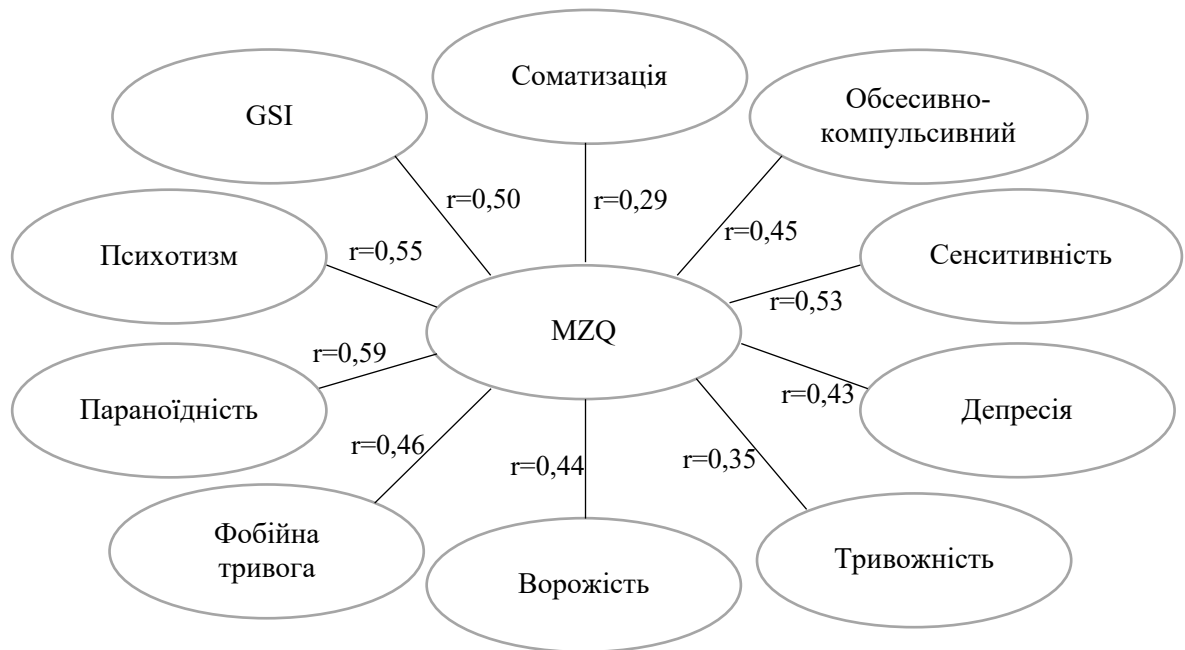 Соматизація
GSI
Обсесивно-
компульсивний
r=0,50
r=0,29
r=0,45
Психотизм
r=0,55
Сенситивність
r=0,53
MZQ
r=0,59
Параноїдність
r=0,43
Депресія
r=0,46
r=0,44
r=0,35
Фобійна
тривога
Ворожість
Тривожність